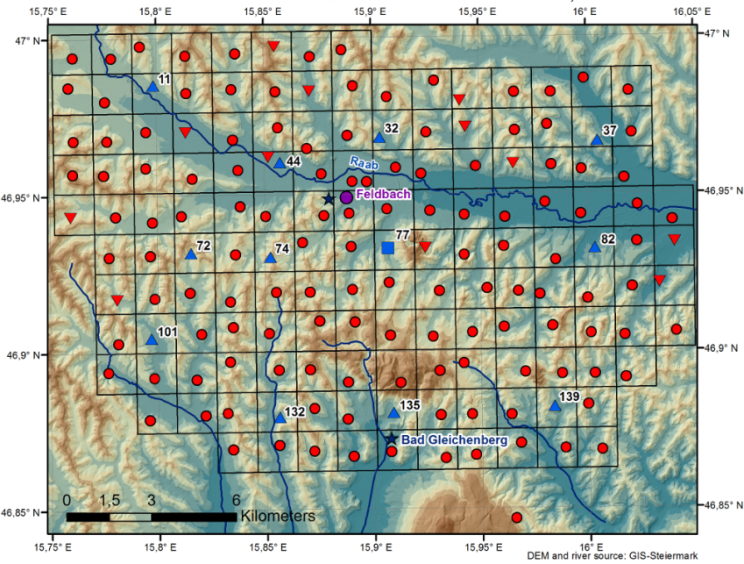 15,75° E 15,8° E 15,85° E 15,9° E 15,95° E 16° E 16,05° E
47° N 47° N
11
32
37
44
Raab
46,95° N 46,95° N
Feldbach
72
74
77
82
101
46,9° N 46,9° N
132
135
139
Bad Gleichenberg
0 1,5 3 6
Kilometers
46,85° N 46,85° N
15,75° E 15,8° E 15,85° E 15,9° E 15,95° E 16° E
DEM and river source: GIS-Steiermark